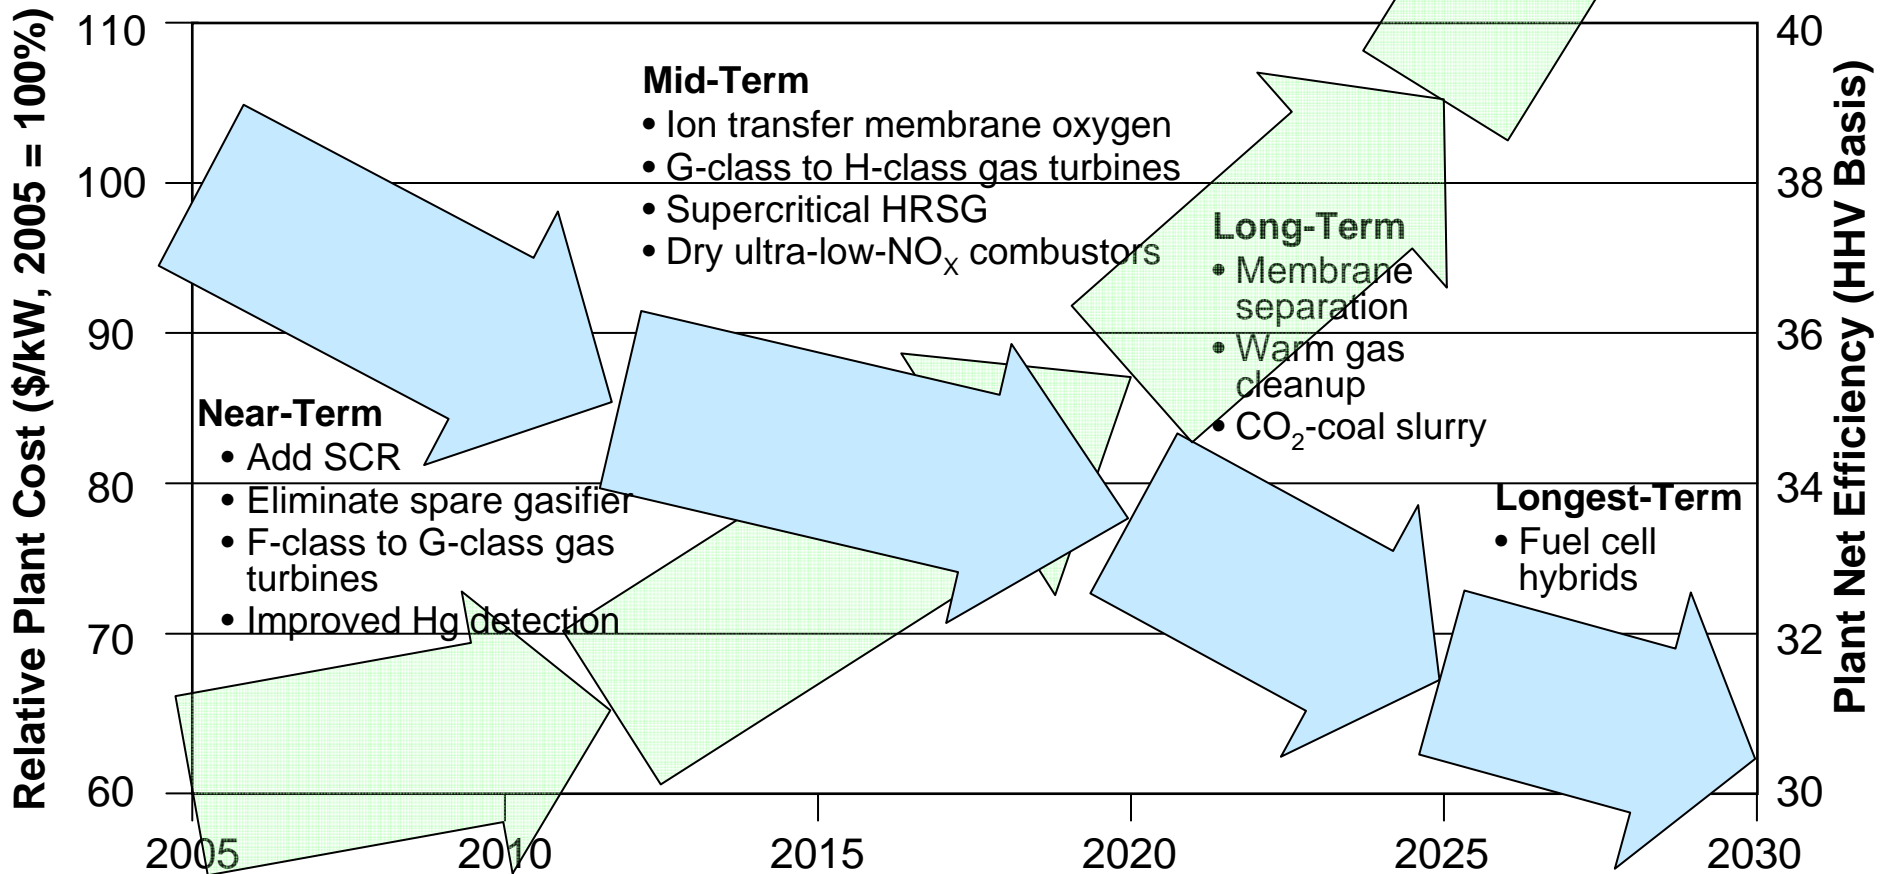 Relative Plant Cost ($/kW, 2005 = 100%)
110
100
90
80
70
60
Mid-Term
• Ion transfer membrane oxygen
• G-class to H-class gas turbines
• Supercritical HRSG
• Dry ultra-low-NOX combustors
Near-Term
• Add SCR
• Eliminate spare gasifier
• F-class to G-class gas
turbines
• Improved Hg detection
Long-Term
• Membrane
separation
• Warm gas
cleanup
• CO2-coal slurry
Longest-Term
• Fuel cell
hybrids
40
38
36
34
32
30
Plant Net Efficiency (HHV Basis)
2005 2010 2015 2020 2025 2030